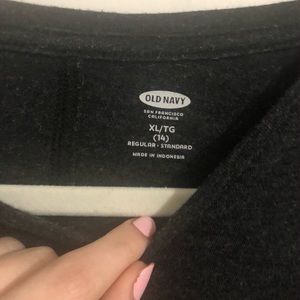 OLD NAVY
SAN FRANCISCO
CALIFORNIA
XL/TG
(14)
REGULAR - STANDARD
MADE IN INDONESIA